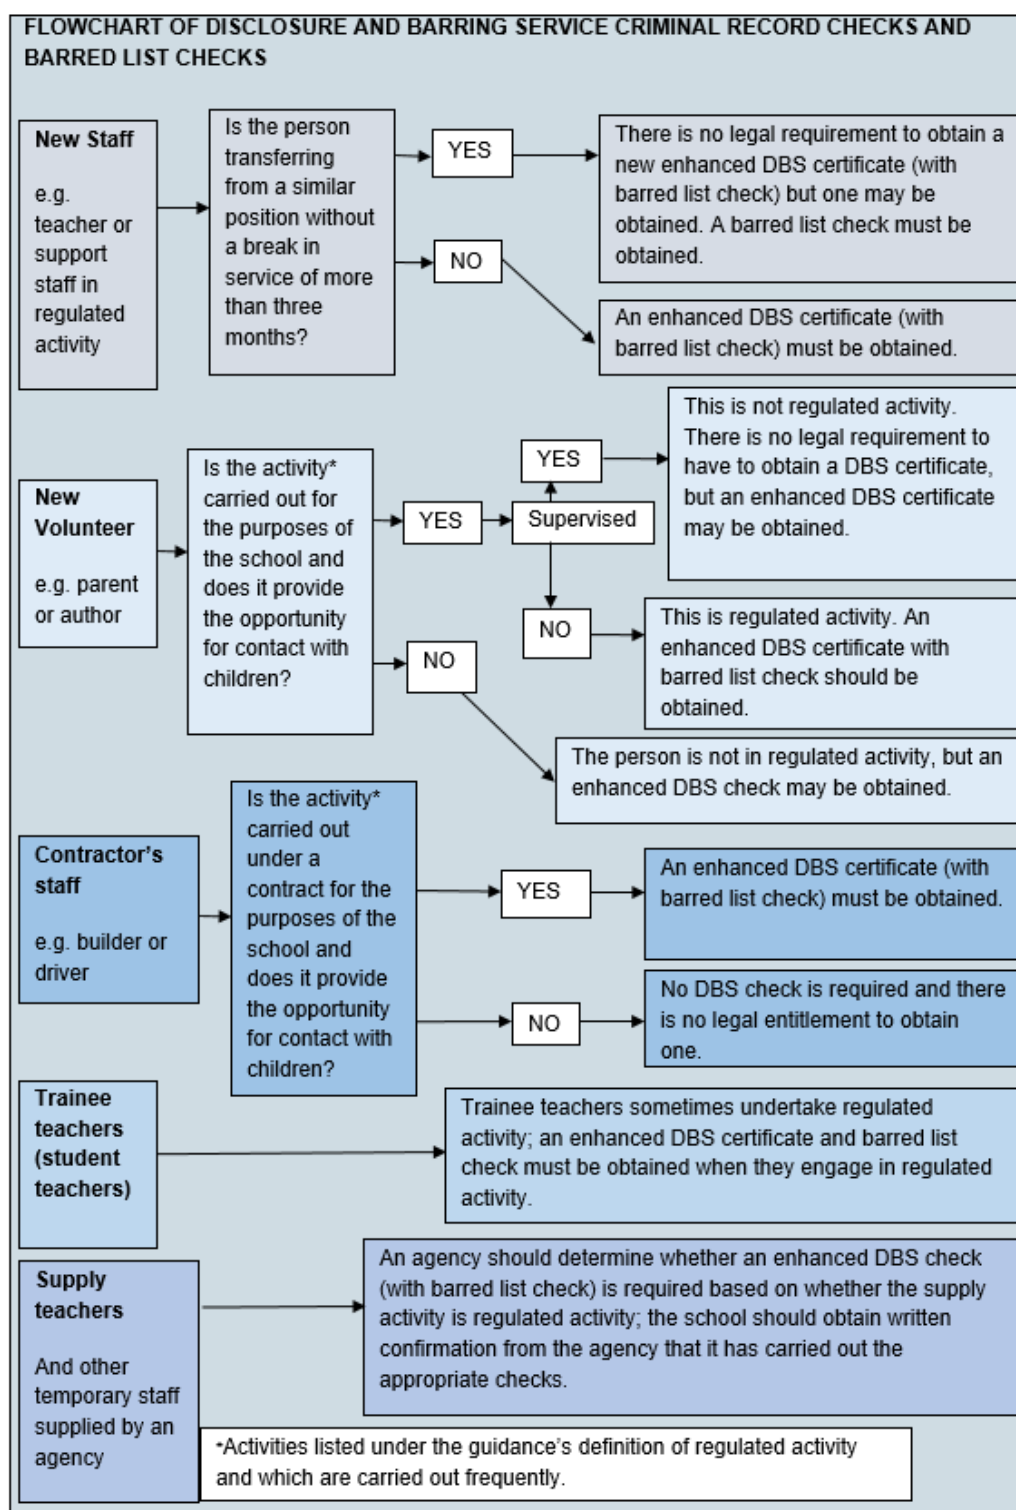 FLOWCHART OF DISCLOSURE AND BARRING SERVICE CRIMINAL RECORD CHECKS AND
BARRED LIST CHECKS
New Staff
e.g.
teacher or
support
staff in
regulated
activity
Is the person
transferring
from a similar
position without
a break in
service of more
than three
months?
YES
There is no legal requirement to obtain a
new enhanced DBS certificate (with
barred list check) but one may be
obtained. A barred list check must be
obtained.
NO
An enhanced DBS certificate (with
barred list check) must be obtained.
New
Volunteer
e.g. parent
or author
Is the activity*
carried out for
the purposes of
the school and
does it provide
the opportunity
for contact with
children?
YES
Supervised
YES
This is not regulated activity.
There is no legal requirement to
have to obtain a DBS certificate,
but an enhanced DBS certificate
may be obtained.
NO
This is regulated activity. An
enhanced DBS certificate with
barred list check should be
obtained.
NO
The person is not in regulated activity, but an
enhanced DBS check may be obtained.
Contractor's
staff
e.g. builder or
driver
Is the activity*
carried out
under a
contract for the
purposes of the
school and
does it provide
the opportunity
for contact with
children?
YES
An enhanced DBS certificate (with
barred list check) must be obtained.
NO
No DBS check is required and there
is no legal entitlement to obtain
one.
Trainee
teachers
(student
teachers)
Trainee teachers sometimes undertake regulated
activity; an enhanced DBS certificate and barred list
check must be obtained when they engage in regulated
activity.
Supply
teachers
And other
temporary staff
supplied by an
agency
An agency should determine whether an enhanced DBS check
(with barred list check) is required based on whether the supply
activity is regulated activity; the school should obtain written
confirmation from the agency that it has carried out the
appropriate checks.
*Activities listed under the guidance's definition of regulated activity
and which are carried out frequently.